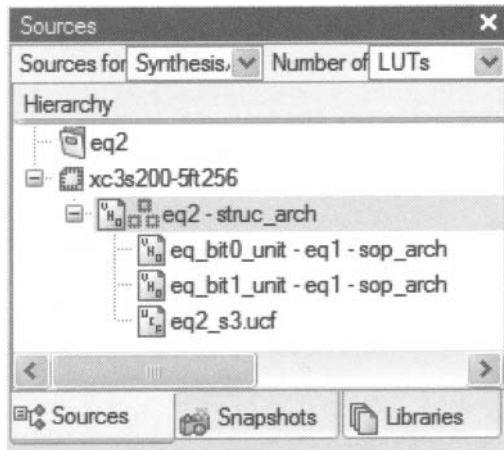 Sources
Sources for Synthesis/ Number of LUTs
Hierarchy
eq2
xc3s200-5ft256
eq2 - struc_arch
eq_bit0_unit - eq1 - sop_arch
eq_bit1_unit - eq1 - sop_arch
eq2_s3.ucf
Sources Snapshots Libraries